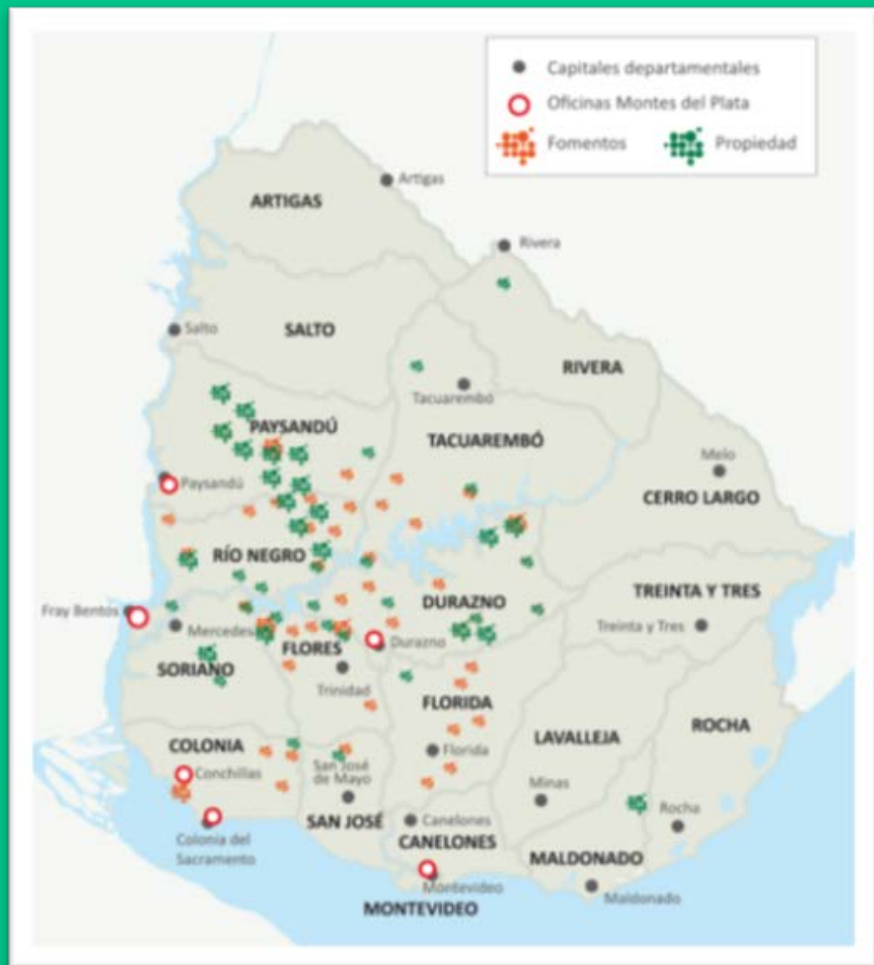 Capitales departamentales
Oficinas Montes del Plata
Fomentos Propiedad
Artigas
ARTIGAS
Rivera
Salto
SALTO
RIVERA
Tacuarembó
PAYSANDÚ
TACUAREMBÓ
Melo
Paysandú
CERRO LARGO
RÍO NEGRO
TREINTA Y TRES
DURAZNO
Fray Bentos
Mercedes
Treinta y Tres
Durazno
FLORES
SORIANO
Trinidad
FLORIDA
ROCHA
LAVALLEJA
COLONIA
Florida
Conchillas
San José
de Mayo
Minas
Rocha
SAN JOSÉ
Canelones
Colonia del
Sacramento
CANELONES
MALDONADO
Montevideo
Maldonado
MONTEVIDEO